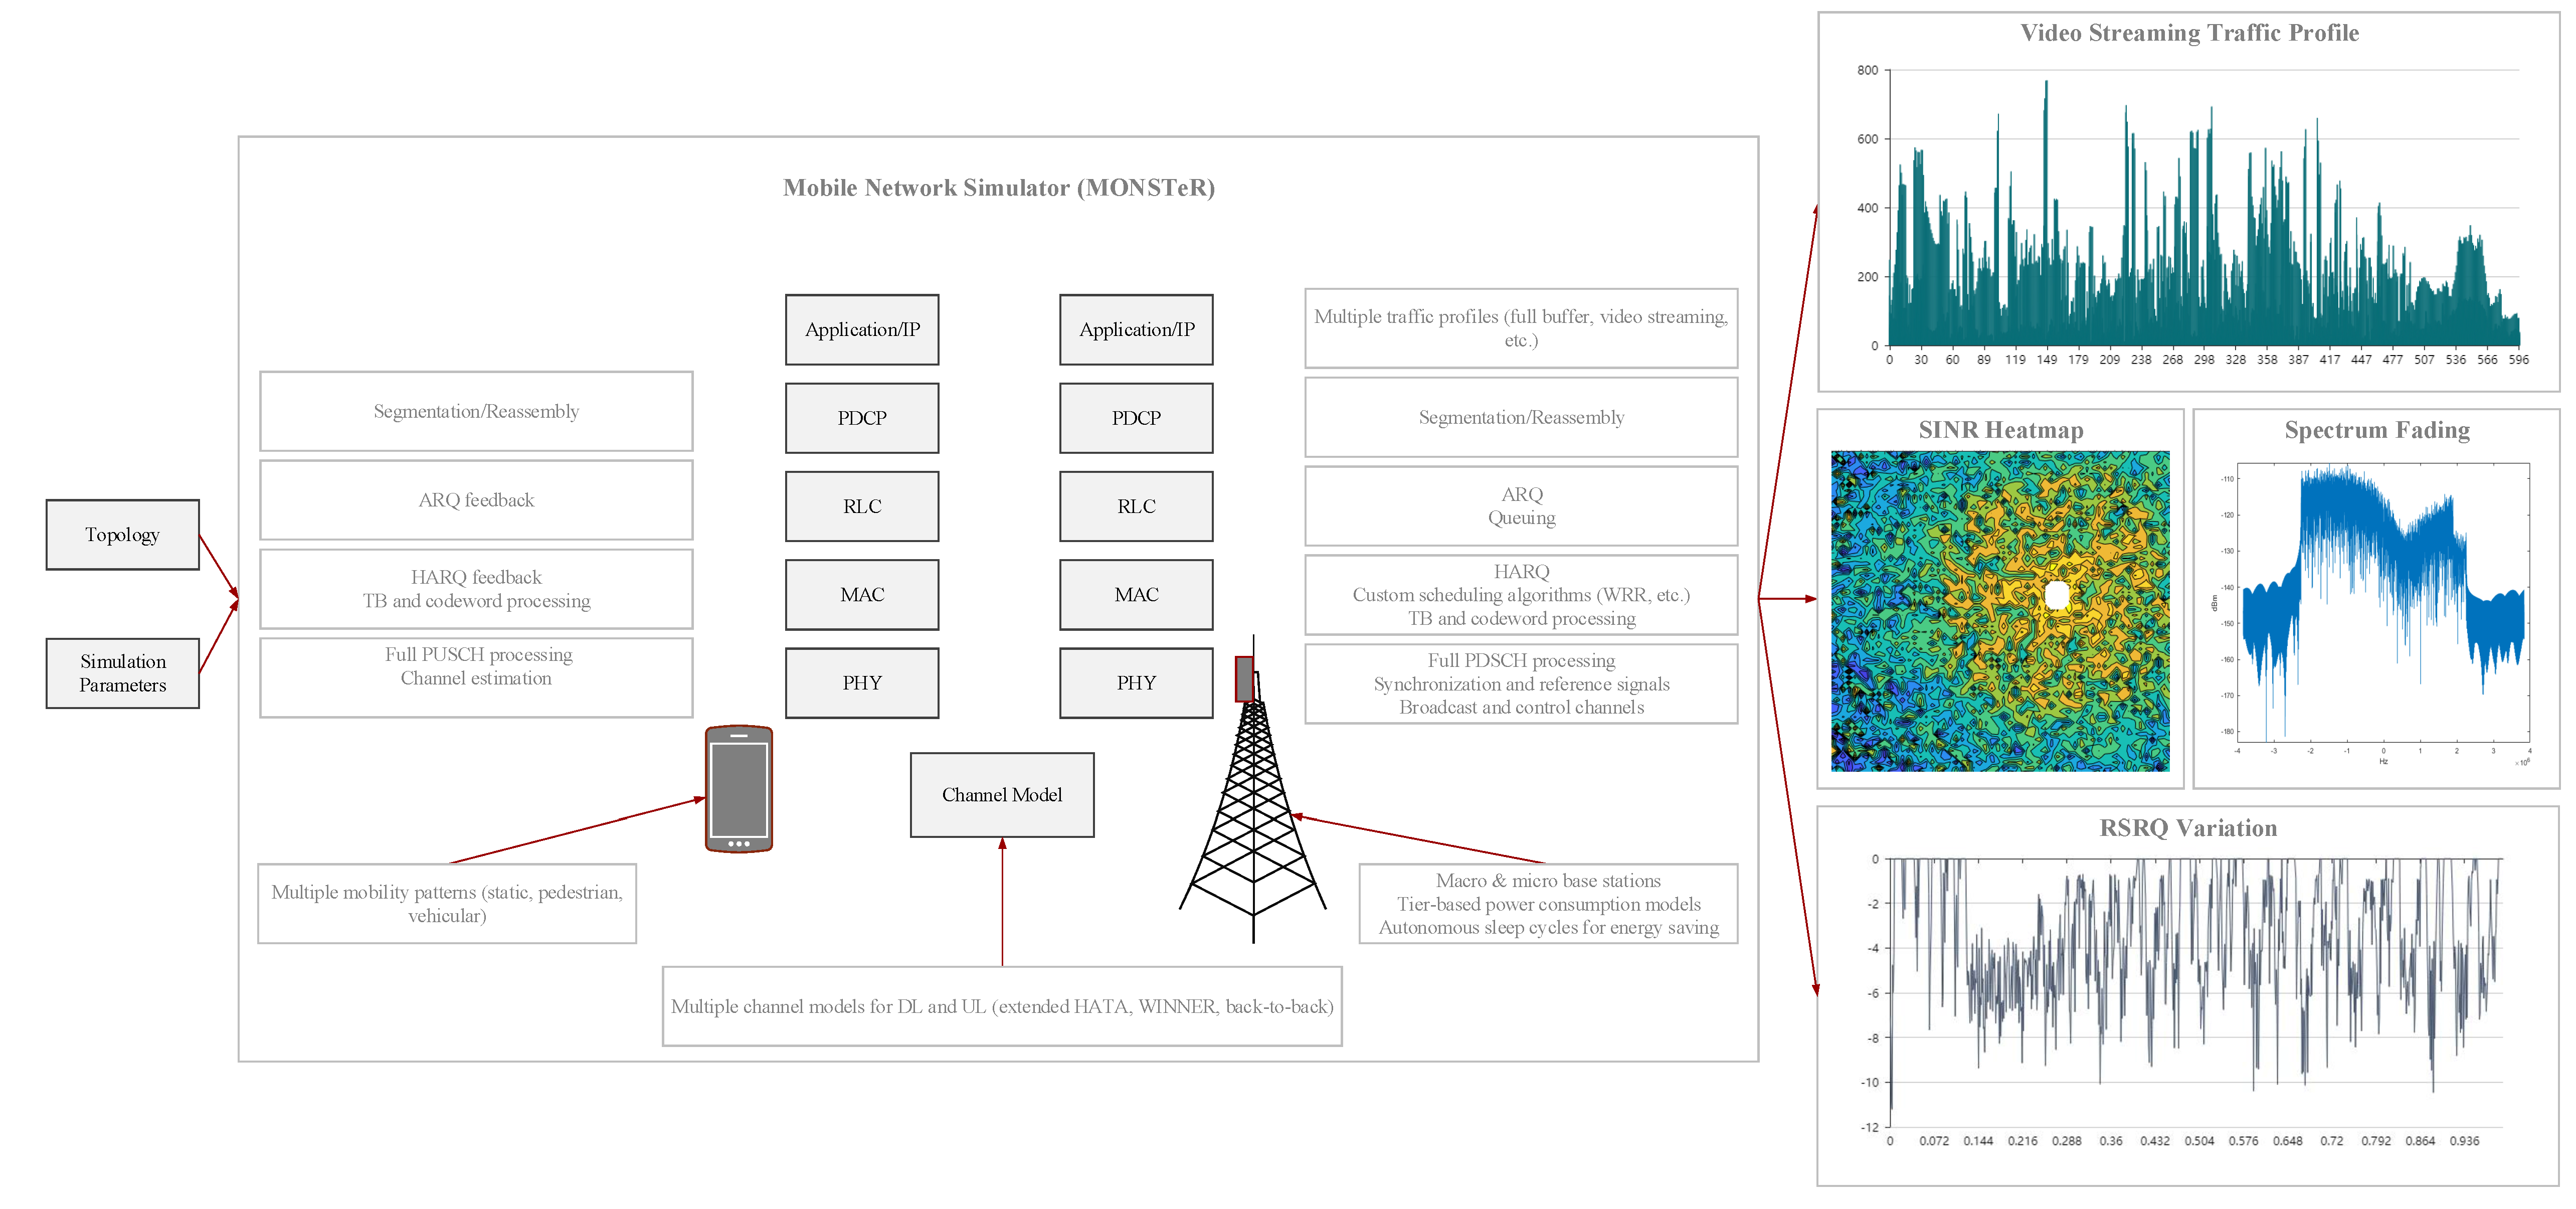 Topology
Simulation
Parameters
Mobile Network Simulator (MONSTeR)
Segmentation/Reassembly
ARQ feedback
HARQ feedback
TB and codeword processing
Full PUSCH processing
Channel estimation
Application/IP
PDCP
RLC
MAC
PHY
Application/IP
PDCP
RLC
MAC
PHY
Multiple traffic profiles (full buffer, video streaming,
etc.)
Segmentation/Reassembly
ARQ
Queuing
HARQ
Custom scheduling algorithms (WRR, etc.)
TB and codeword processing
Full PDSCH processing
Synchronization and reference signals
Broadcast and control channels
Channel Model
Multiple mobility patterns (static, pedestrian,
vehicular)
Macro & micro base stations
Tier-based power consumption models
Autonomous sleep cycles for energy saving
Multiple channel models for DL and UL (extended HATA, WINNER, back-to-back)
Video Streaming Traffic Profile
800
600
400
200
0
0 30 60 89 119 149 179 209 238 268 298 328 358 387 417 447 477 507 536 566 596
SINR Heatmap
Spectrum Fading
-110
-120
-130
-140
-150
-160
-170
-180
dBm
-4 -3 -2 -1 0 1 2 3 4
Hz
×10⁶
RSRQ Variation
0
-2
-4
-6
-8
-10
-12
0 0.072 0.144 0.216 0.288 0.36 0.432 0.504 0.576 0.648 0.72 0.792 0.864 0.936